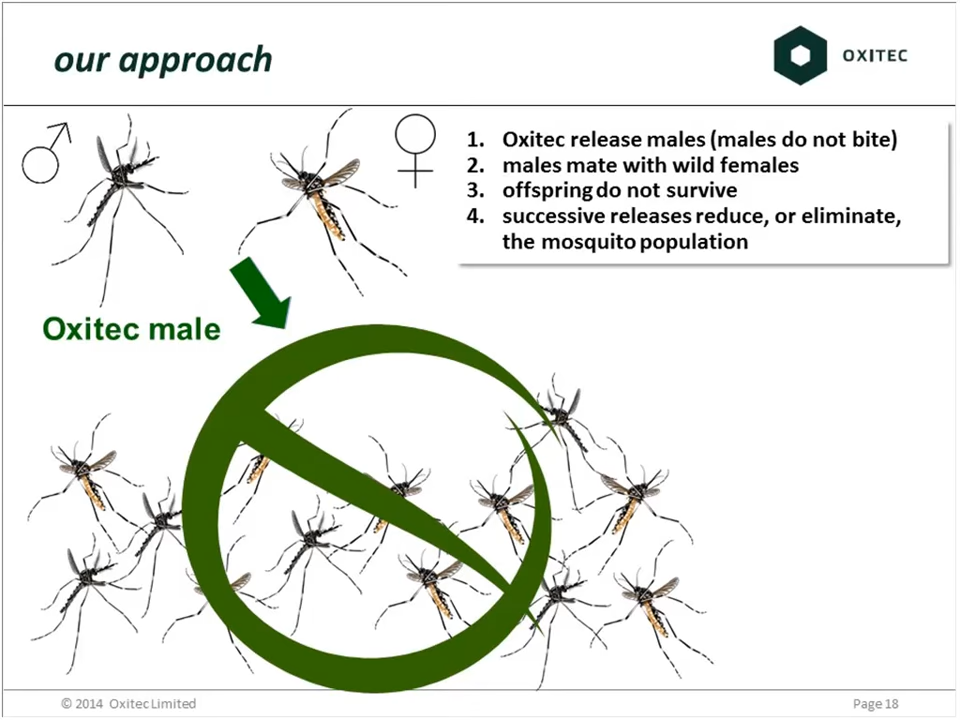 our approach
OXITEC
1. Oxitec release males (males do not bite)
2. males mate with wild females
3. offspring do not survive
4. successive releases reduce, or eliminate,
the mosquito population
Oxitec male
© 2014 Oxitec Limited
Page 18